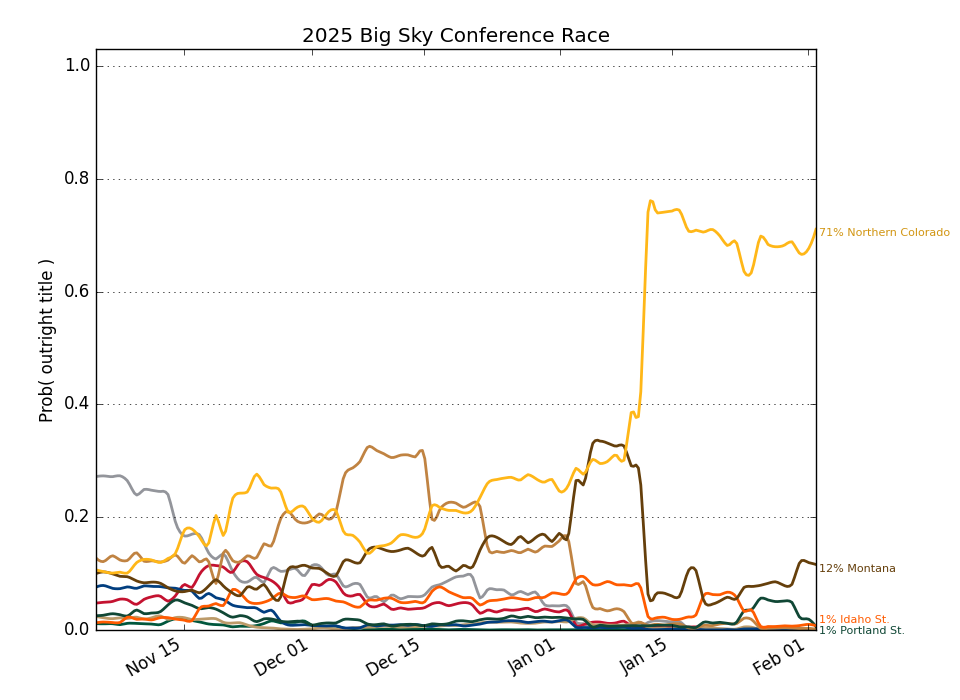 2025 Big Sky Conference Race
Prob( outright title )
1.0
0.8
0.6
0.4
0.2
0.0
71% Northern Colorado
12% Montana
1% Idaho St.
1% Portland St.
Nov 15
Dec 01
Dec 15
Jan 01
Jan 15
Feb 01